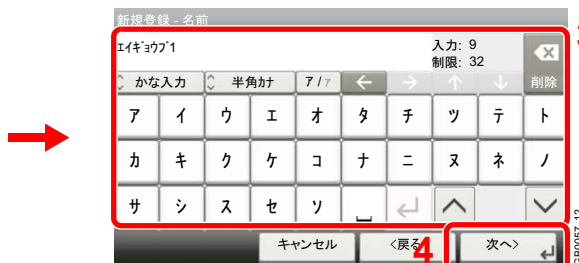 新規登録 - 名前
ｴｲｷﾞｮｳﾌﾞ1
入力: 9
制限: 32
かな入力 半角ｶﾅ 7/7 ← → ↑ ↓ 削除
ｱ ｲ ｳ ｴ ｵ ﾀ ﾁ ﾂ ﾃ ﾄ
ｶ ｷ ｸ ｹ ｺ ﾅ ﾆ ﾇ ﾈ ﾉ
ｻ ｼ ｽ ｾ ｿ
キャンセル <戻る 4 次へ>